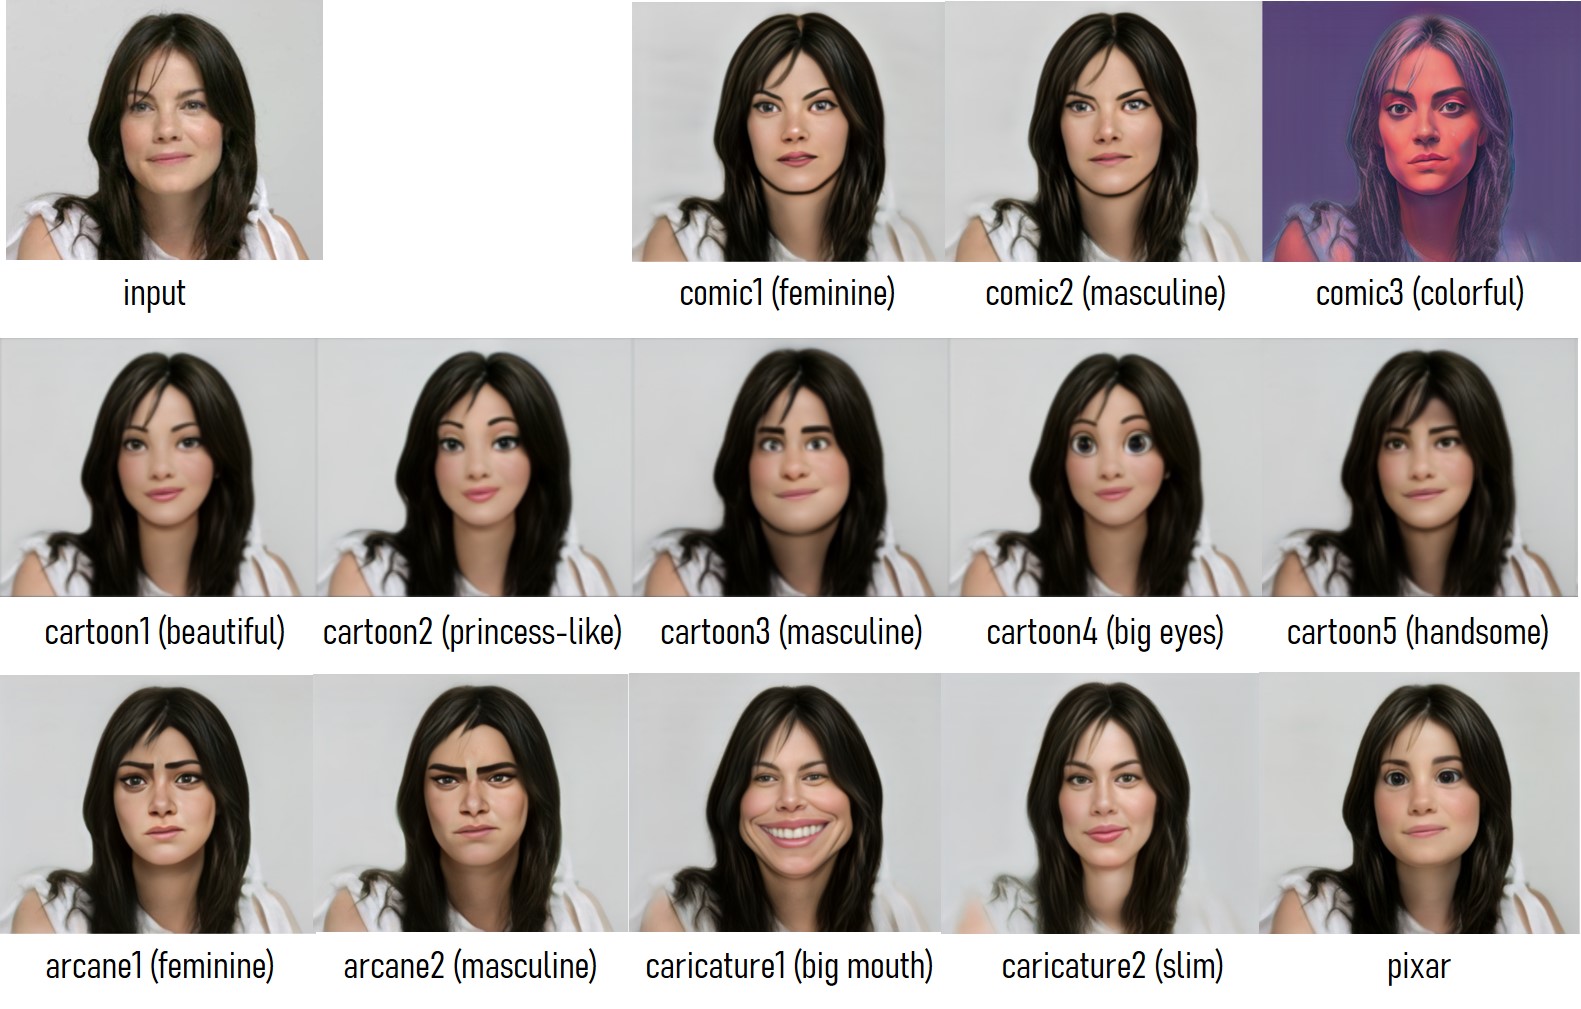 input
comic1 (feminine)
comic2 (masculine)
comic3 (colorful)
cartoon1 (beautiful)
cartoon2 (princess-like)
cartoon3 (masculine)
cartoon4 (big eyes)
cartoon5 (handsome)
arcane1 (feminine)
arcane2 (masculine)
caricature1 (big mouth)
caricature2 (slim)
pixar